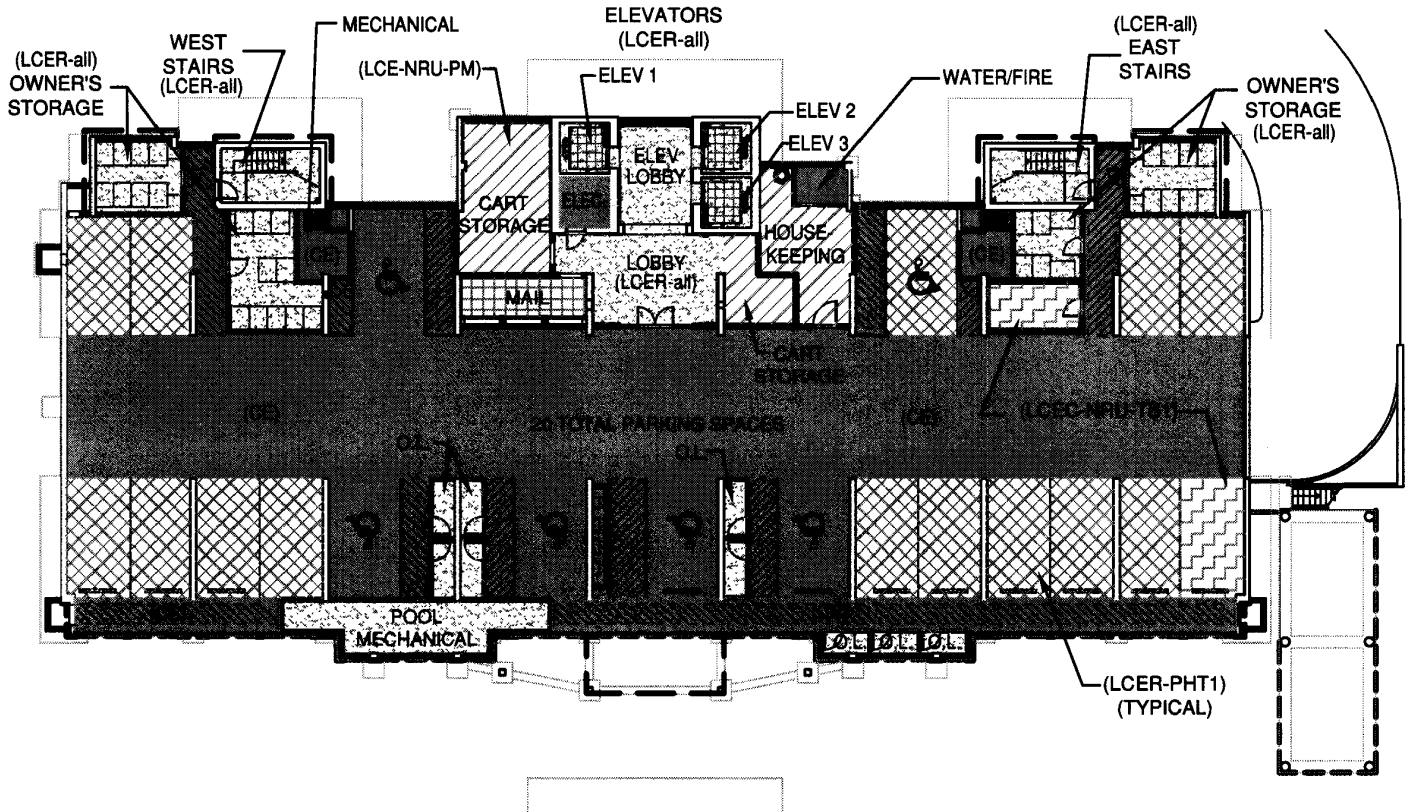 ELEVATORS
(LCER-all)
MECHANICAL
WEST
STAIRS
(LCER-all)
(LCER-all)
OWNER'S
STORAGE
(LCE-NRU-PM)
ELEV 1
WATER/FIRE
(LCER-all)
EAST
STAIRS
OWNER'S
STORAGE
(LCER-all)
ELEV 2
ELEV 3
ELEV
LOBBY
ELEC.
CART
STORAGE
HOUSE-
KEEPING
(CE)
(CE)
LOBBY
(LCER-all)
MAIL
CART
STORAGE
(CE)
20 TOTAL PARKING SPACES
(CE)
(LCEC-NRU-TS1)
O.L
O.L
POOL
MECHANICAL
O.L
O.L
O.L
(LCER-PHT1)
(TYPICAL)